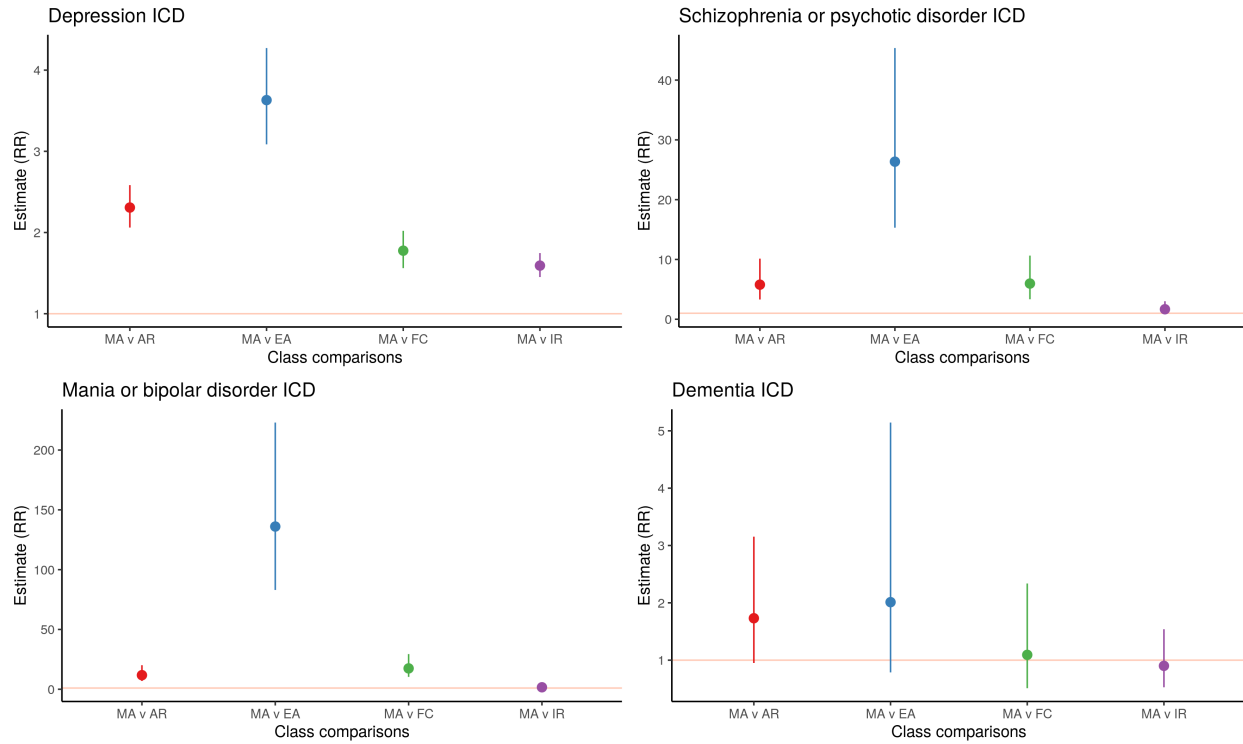 Depression ICD
Estimate (RR)
4
3
2
1
MA v AR MA v EA MA v FC MA v IR
Class comparisons
Schizophrenia or psychotic disorder ICD
Estimate (RR)
40
30
20
10
0
MA v AR MA v EA MA v FC MA v IR
Class comparisons
Mania or bipolar disorder ICD
Estimate (RR)
200
150
100
50
0
MA v AR MA v EA MA v FC MA v IR
Class comparisons
Dementia ICD
Estimate (RR)
5
4
3
2
1
MA v AR MA v EA MA v FC MA v IR
Class comparisons